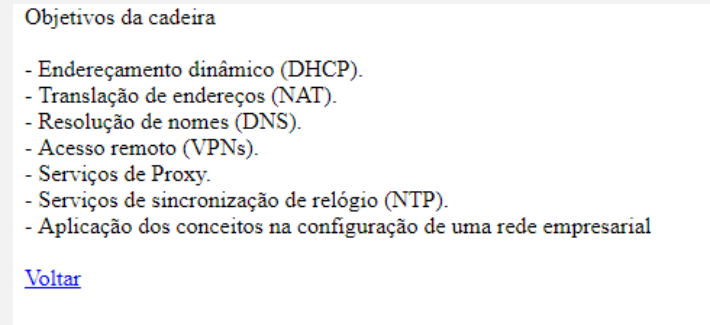 Objetivos da cadeira
- Endereçamento dinâmico (DHCP).
- Translação de endereços (NAT).
- Resolução de nomes (DNS).
- Acesso remoto (VPNs).
- Serviços de Proxy.
- Serviços de sincronização de relógio (NTP).
- Aplicação dos conceitos na configuração de uma rede empresarial
Voltar